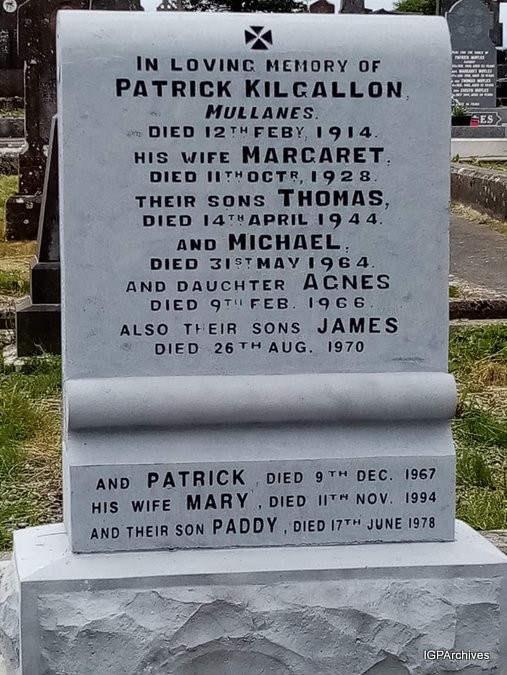 In loving memory of
PATRICK KILGALLON,
MULLANES.
DIED 12TH FEBY, 1914.
HIS WIFE MARGARET,
DIED 11TH OCTR, 1928.
THEIR SONS THOMAS,
DIED 14TH APRIL 1944.
AND MICHAEL,
DIED 31ST MAY 1964.
AND DAUGHTER AGNES
DIED 9TH FEB. 1966.
ALSO THEIR SONS JAMES
DIED 26TH AUG. 1970
AND PATRICK, DIED 9TH DEC. 1967
HIS WIFE MARY, DIED 11TH NOV. 1994
AND THEIR SON PADDY, DIED 17TH JUNE 1978
IGPArchives